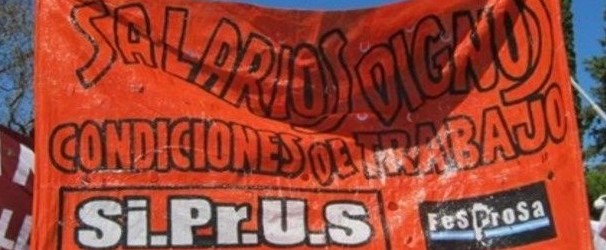 SALARIOS DIGNOS
CONDICIONES DE TRABAJO
Si.Pr.U.s
FeSProSa